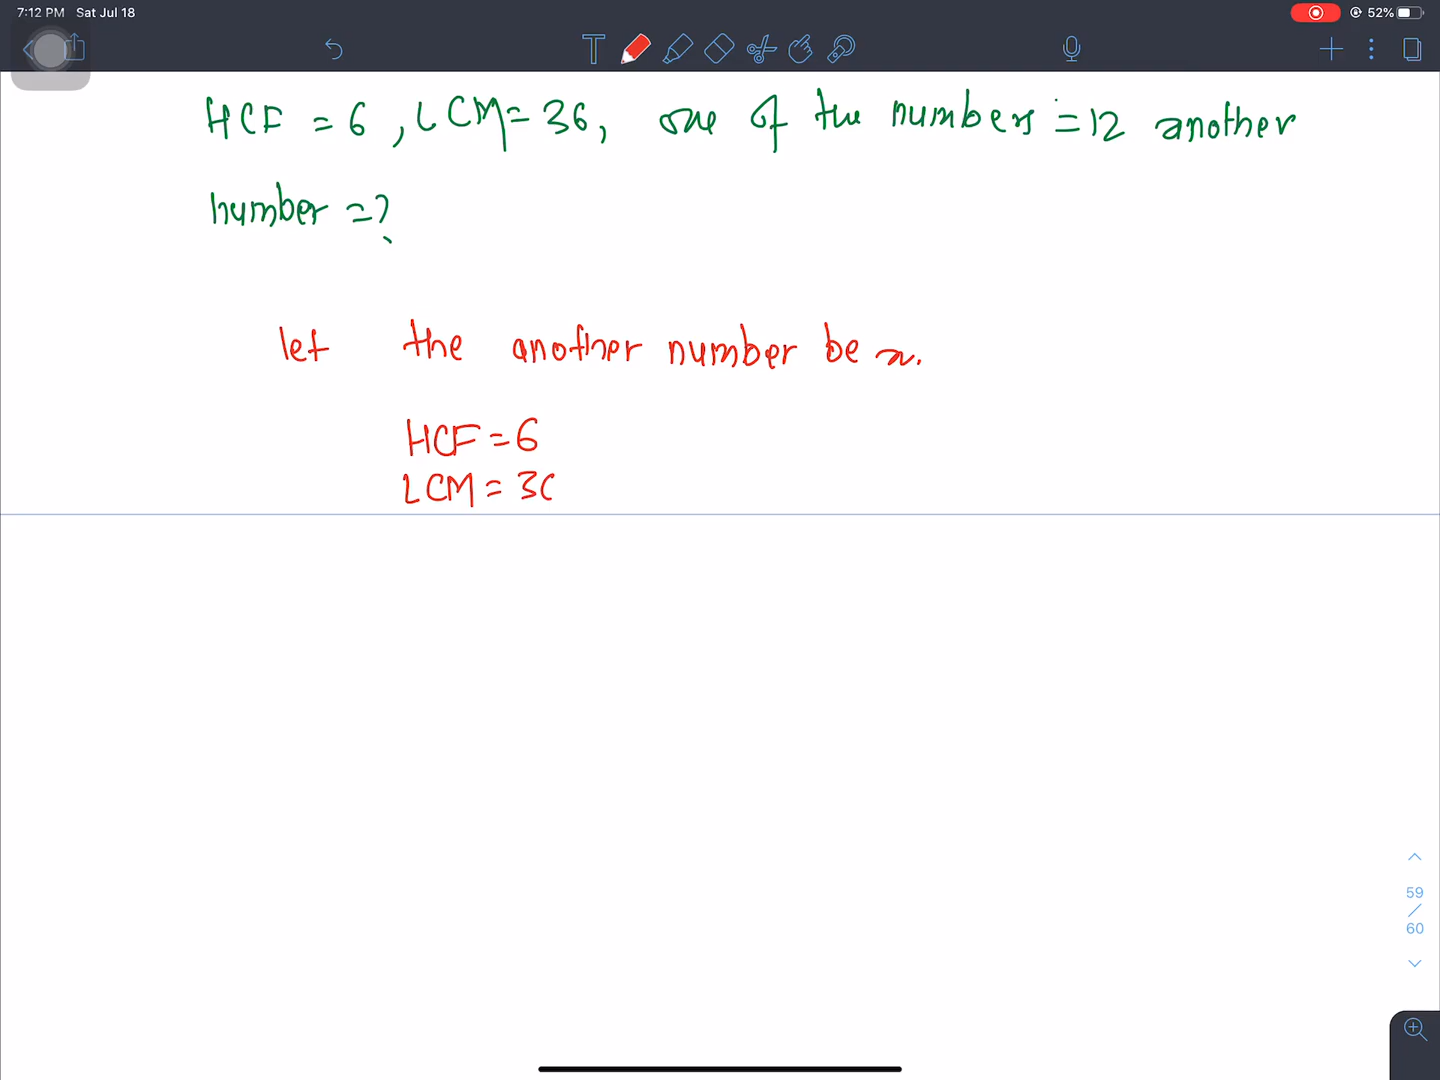 7:12 PM Sat Jul 18
52%
HCF = 6, LCM = 36, one of the numbers = 12 another
number = ?
let the another number be x.
HCF = 6
LCM = 3C
59
/
60